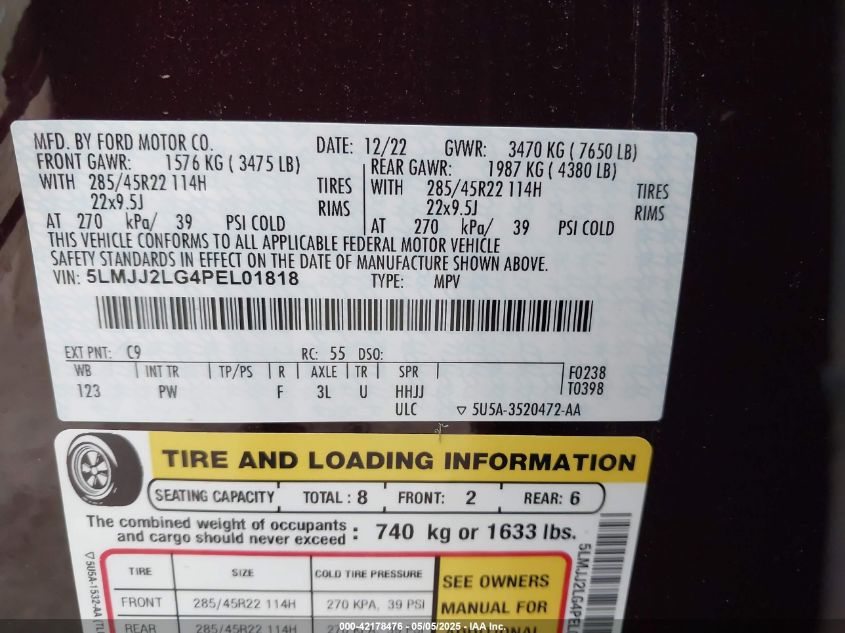 MFD. BY FORD MOTOR CO. DATE: 12/22 GVWR: 3470 KG ( 7650 LB)
FRONT GAWR: 1576 KG ( 3475 LB) REAR GAWR: 1987 KG ( 4380 LB)
WITH 285/45R22 114H TIRES WITH 285/45R22 114H TIRES
22x9.5J RIMS 22x9.5J RIMS
AT 270 kPa/ 39 PSI COLD AT 270 kPa/ 39 PSI COLD
THIS VEHICLE CONFORMS TO ALL APPLICABLE FEDERAL MOTOR VEHICLE
SAFETY STANDARDS IN EFFECT ON THE DATE OF MANUFACTURE SHOWN ABOVE.
VIN: 5LMJJ2LG4PEL01818 TYPE: MPV
EXT PNT: C9 RC: 55 DSO:
WB INT TR TP/PS R AXLE TR SPR F0238
123 PW F 3L U HHJJ T0398
ULC ▽ 5U5A-3520472-AA
TIRE AND LOADING INFORMATION
SEATING CAPACITY TOTAL : 8 FRONT: 2 REAR: 6
The combined weight of occupants
and cargo should never exceed : 740 kg or 1633 lbs.
TIRE SIZE COLD TIRE PRESSURE SEE OWNERS
FRONT 285/45R22 114H 270 KPA, 39 PSI MANUAL FOR
REAR 285/45R22 114H
▽5U5A-1532-AA
5LMJJ2LG4PEL
000-42178476 - 05/05/2025 - IAA Inc.